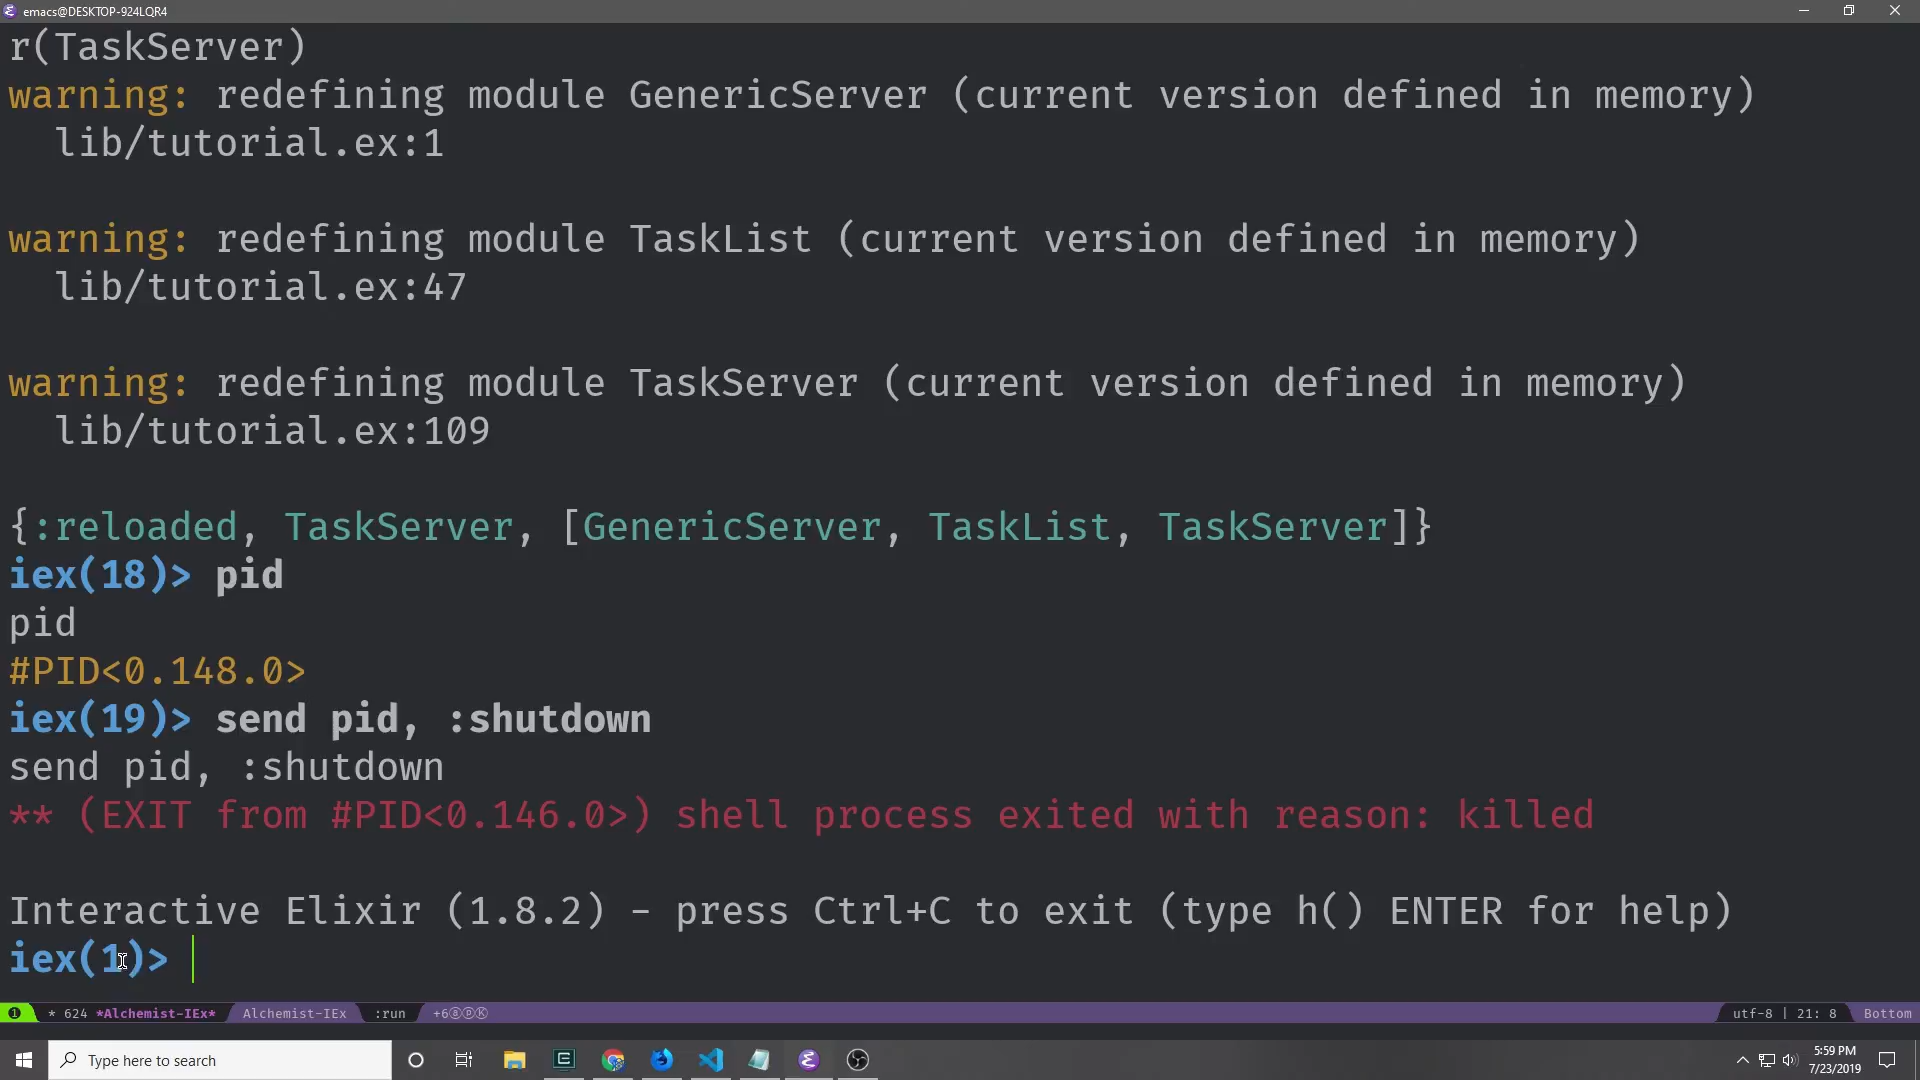 emacs@DESKTOP-924LQR4
r(TaskServer)
warning: redefining module GenericServer (current version defined in memory)
  lib/tutorial.ex:1
warning: redefining module TaskList (current version defined in memory)
  lib/tutorial.ex:47
warning: redefining module TaskServer (current version defined in memory)
  lib/tutorial.ex:109
{:reloaded, TaskServer, [GenericServer, TaskList, TaskServer]}
iex(18)> pid
pid
#PID<0.148.0>
iex(19)> send pid, :shutdown
send pid, :shutdown
** (EXIT from #PID<0.146.0>) shell process exited with reason: killed
Interactive Elixir (1.8.2) - press Ctrl+C to exit (type h() ENTER for help)
iex(1)>
1 * 624 *Alchemist-IEx* Alchemist-IEx :run +6ⓐⓟⓀ utf-8 | 21: 8 Bottom
Type here to search
5:59 PM
7/23/2019